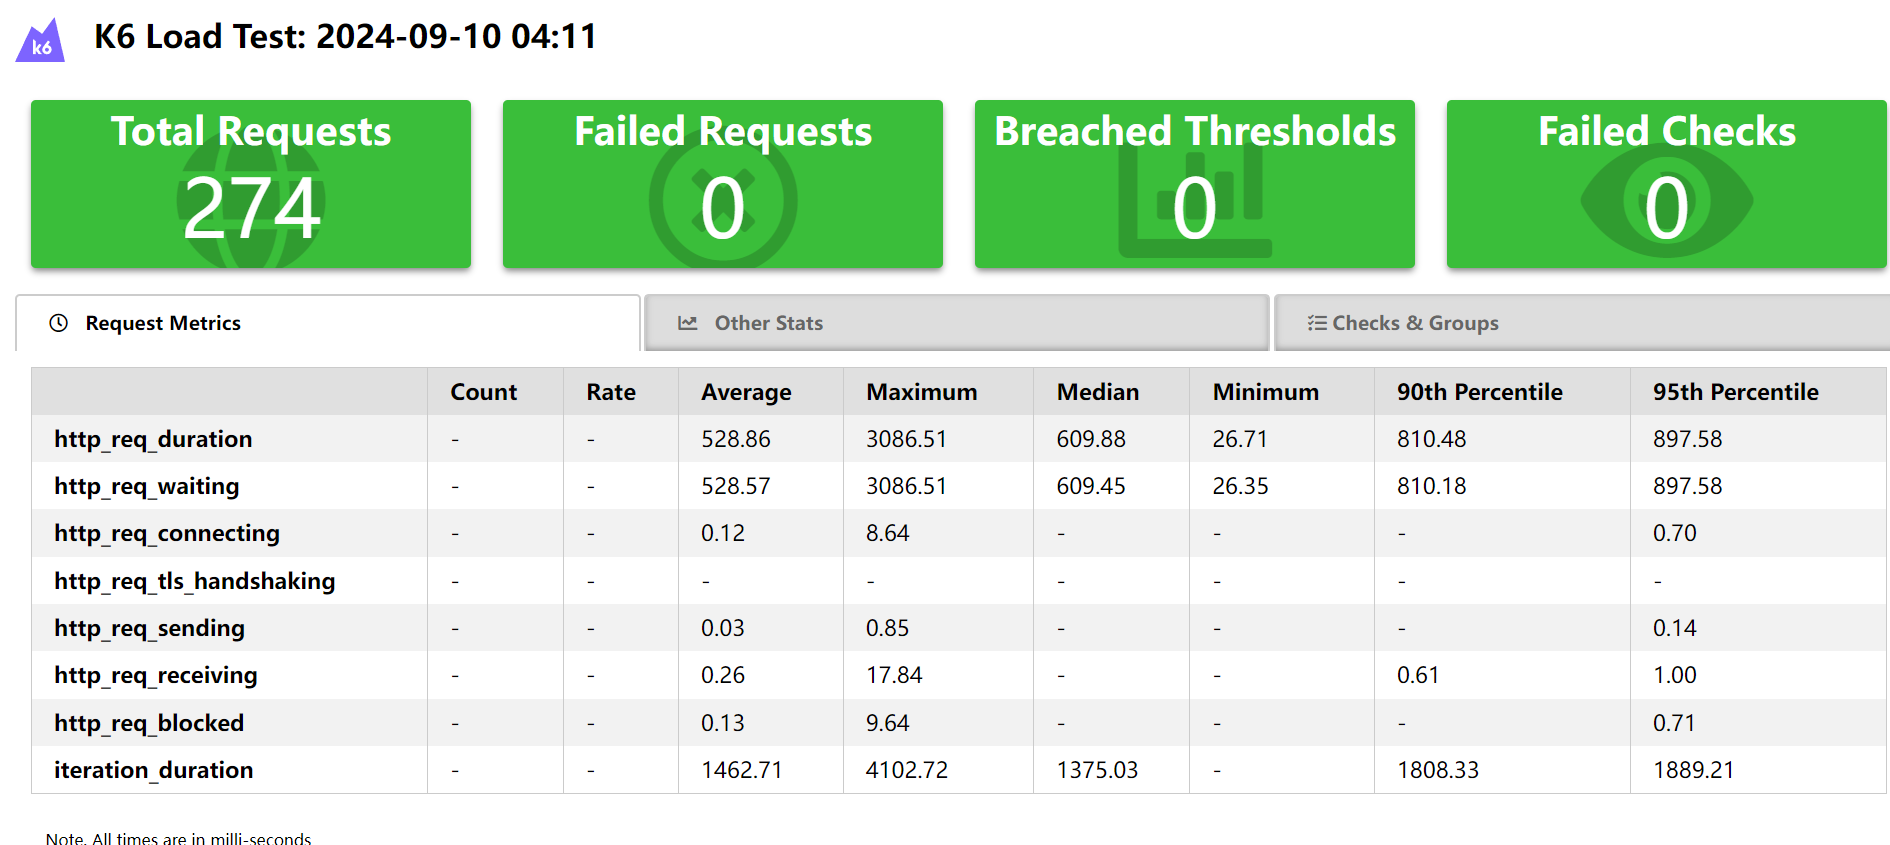 k6
K6 Load Test: 2024-09-10 04:11
Total Requests
274
Failed Requests
0
Breached Thresholds
0
Failed Checks
0
Request Metrics
Other Stats
Checks & Groups
Count Rate Average Maximum Median Minimum 90th Percentile 95th Percentile
http_req_duration - - 528.86 3086.51 609.88 26.71 810.48 897.58
http_req_waiting - - 528.57 3086.51 609.45 26.35 810.18 897.58
http_req_connecting - - 0.12 8.64 - - - 0.70
http_req_tls_handshaking - - - - - - - -
http_req_sending - - 0.03 0.85 - - - 0.14
http_req_receiving - - 0.26 17.84 - - 0.61 1.00
http_req_blocked - - 0.13 9.64 - - - 0.71
iteration_duration - - 1462.71 4102.72 1375.03 - 1808.33 1889.21
Note. All times are in milli-seconds